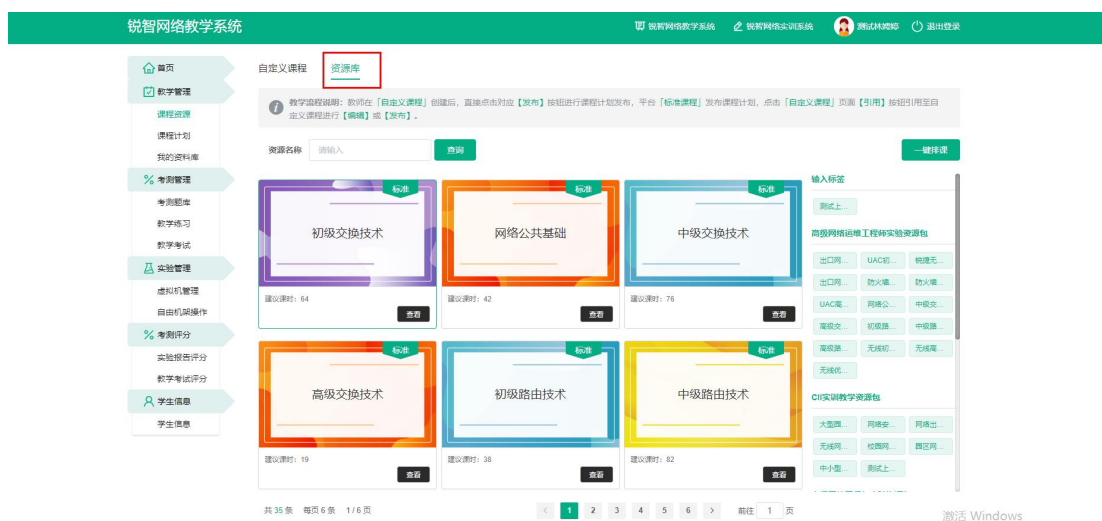 锐智网络教学系统
锐智网络教学系统 锐智网络实训系统 测试林嫦婷 退出登录
首页
教学管理
课程资源
课程计划
我的资料库
考测管理
考测题库
教学练习
教学考试
实验管理
虚拟机管理
自由机架操作
考测评分
实验报告评分
教学考试评分
学生信息
学生信息
自定义课程 资源库
教学流程说明：教师在「自定义课程」创建后，直接点击对应【发布】按钮进行课程计划发布，平台「标准课程」发布课程计划，点击「自定义课程」页面【引用】按钮引用至自
定义课程进行【编辑】或【发布】。
资源名称 请输入 查询 一键排课
标准 标准 标准
初级交换技术 网络公共基础 中级交换技术
建议课时：64 建议课时：42 建议课时：76
查看 查看 查看
标准 标准 标准
高级交换技术 初级路由技术 中级路由技术
建议课时：19 建议课时：38 建议课时：82
查看 查看 查看
共 35 条 每页 6 条 1 / 6 页 < 1 2 3 4 5 6 > 前往 1 页
输入标签
测试上...
高级网络运维工程师实验资源包
出口网... UAC初... 锐捷无...
出口网... 防火墙... 防火墙...
UAC高... 网络公... 中级交...
高级交... 初级路... 中级路...
高级路... 无线初... 无线高...
无线优...
CII实训教学资源包
大型园... 网络安... 网络出...
无线网... 校园网... 园区网...
中小型... 测试上...
激活 Windows